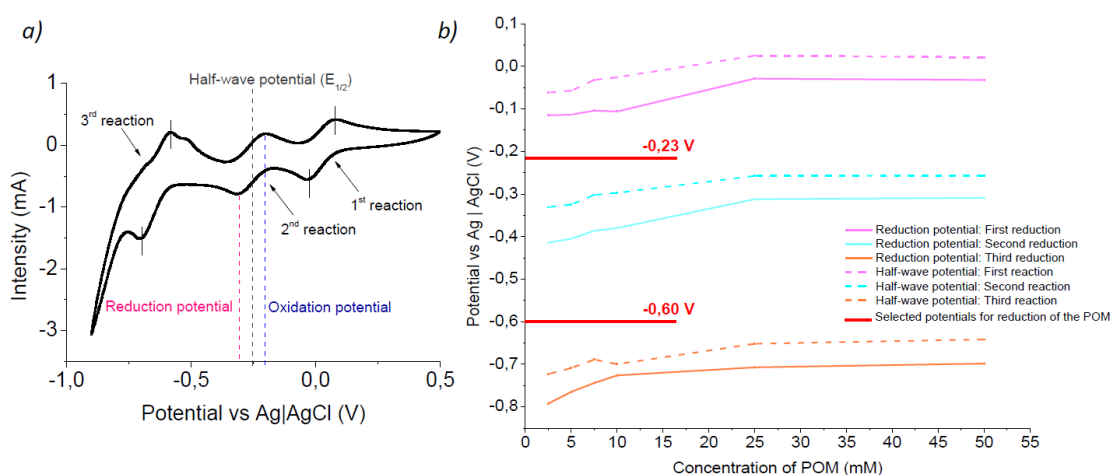 a)
Half-wave potential (E1/2)
3rd reaction
1st reaction
2nd reaction
Reduction potential
Oxidation potential
1
0
-1
-2
-3
Intensity (mA)
-1,0
-0,5
0,0
0,5
Potential vs Ag|AgCl (V)
b)
0,1
0,0
-0,1
-0,2
-0,3
-0,4
-0,5
-0,6
-0,7
-0,8
Potential vs Ag | AgCl (V)
-0,23 V
-0,60 V
Reduction potential: First reduction
Reduction potential: Second reduction
Reduction potential: Third reduction
Half-wave potential: First reaction
Half-wave potential: Second reaction
Half-wave potential: Third reaction
Selected potentials for reduction of the POM
0
5
10
15
20
25
30
35
40
45
50
55
Concentration of POM (mM)